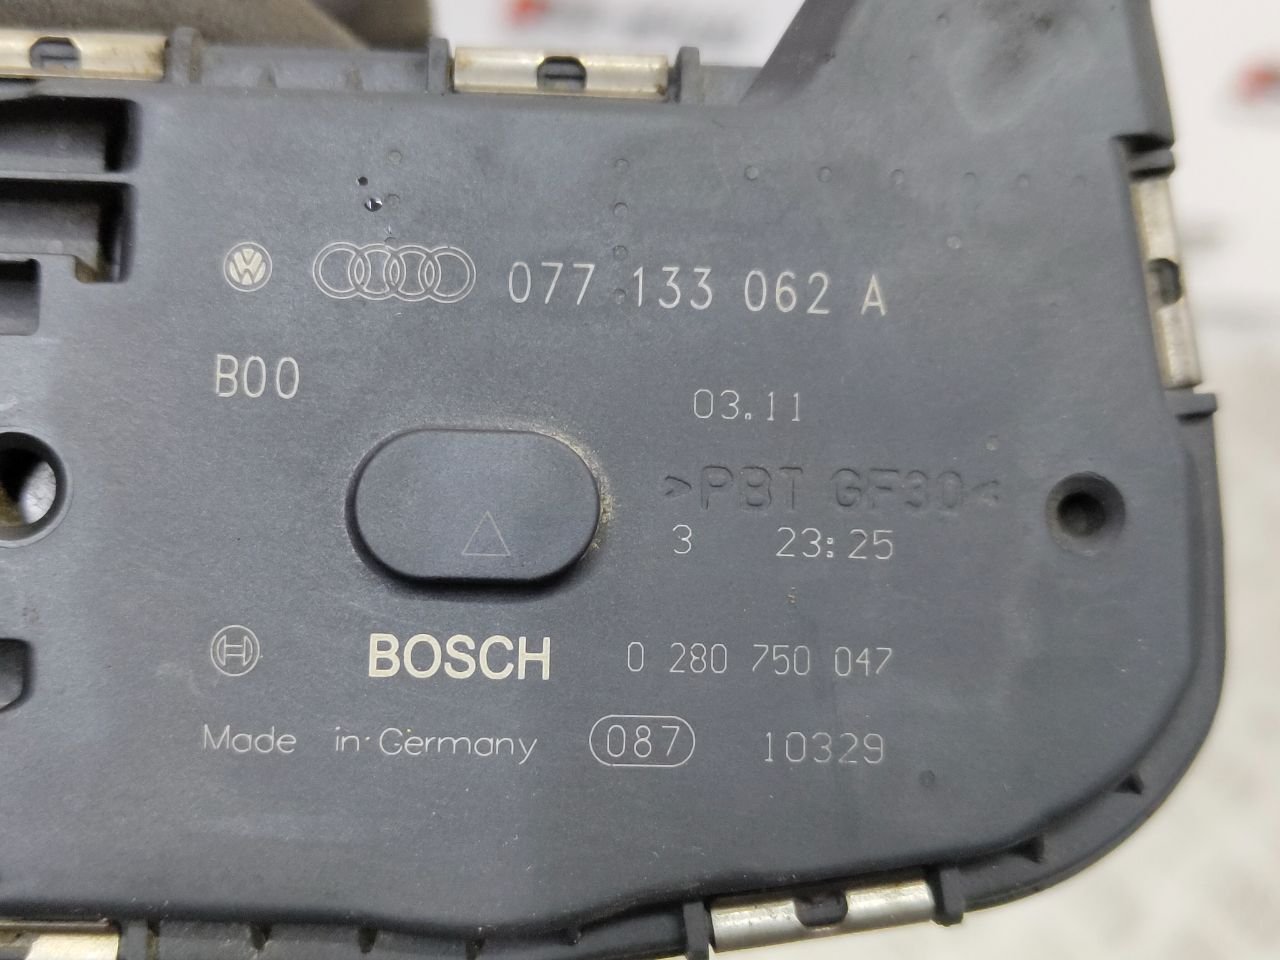 077 133 062 A
B00
03.11
>PBT GF30<
3 23:25
BOSCH 0 280 750 047
Made in Germany 087 10329